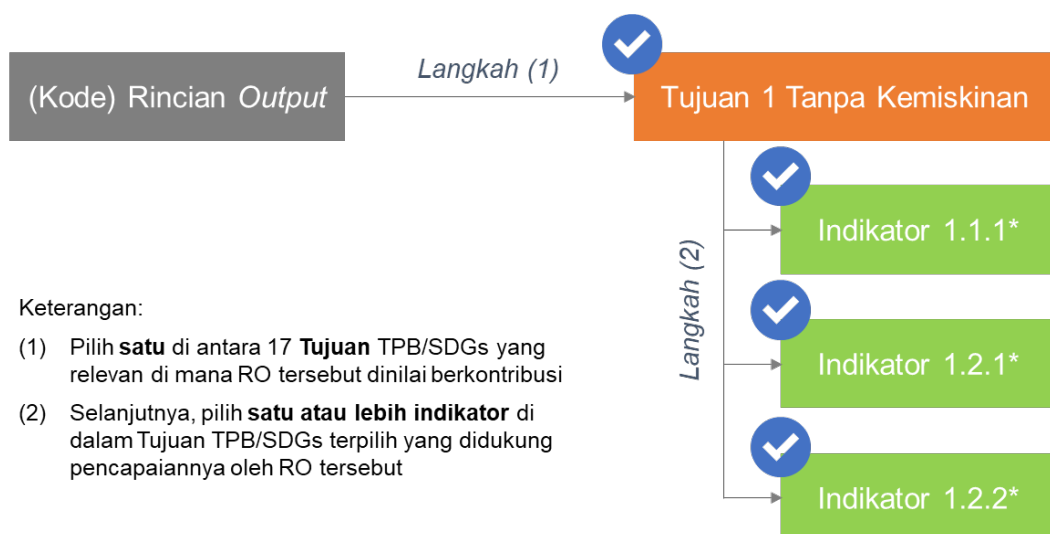 (Kode) Rincian Output
Langkah (1)
Tujuan 1 Tanpa Kemiskinan
Indikator 1.1.1*
Langkah (2)
Indikator 1.2.1*
Indikator 1.2.2*
Keterangan:
(1) Pilih satu di antara 17 Tujuan TPB/SDGs yang
relevan di mana RO tersebut dinilai berkontribusi
(2) Selanjutnya, pilih satu atau lebih indikator di
dalam Tujuan TPB/SDGs terpilih yang didukung
pencapaiannya oleh RO tersebut